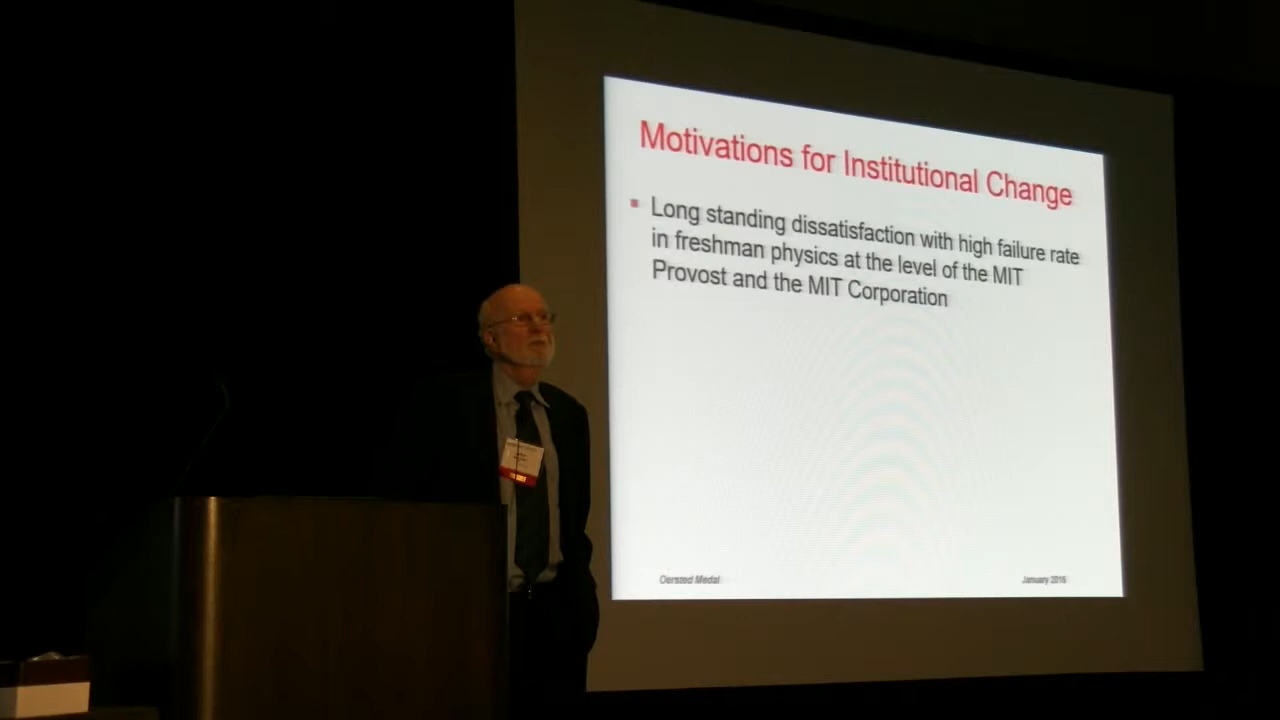 Motivations for Institutional Change
Long standing dissatisfaction with high failure rate
in freshman physics at the level of the MIT
Provost and the MIT Corporation
Oersted Medal
January 2016